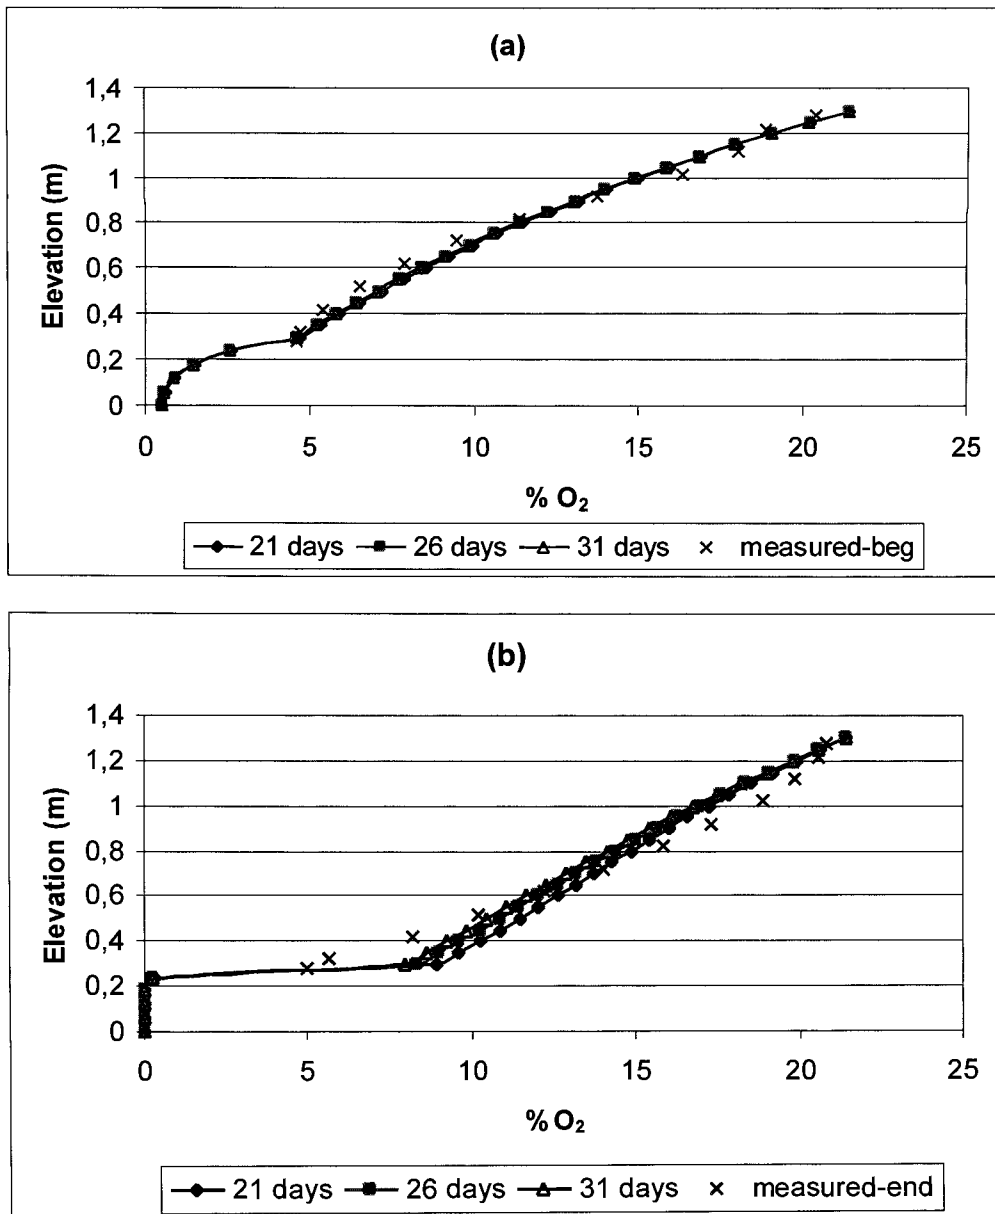 (a)
Elevation (m)
1,4
1,2
1
0,8
0,6
0,4
0,2
0
0 5 10 15 20 25
% O₂
21 days 26 days 31 days measured-beg
(b)
Elevation (m)
1,4
1,2
1
0,8
0,6
0,4
0,2
0
0 5 10 15 20 25
% O₂
21 days 26 days 31 days measured-end